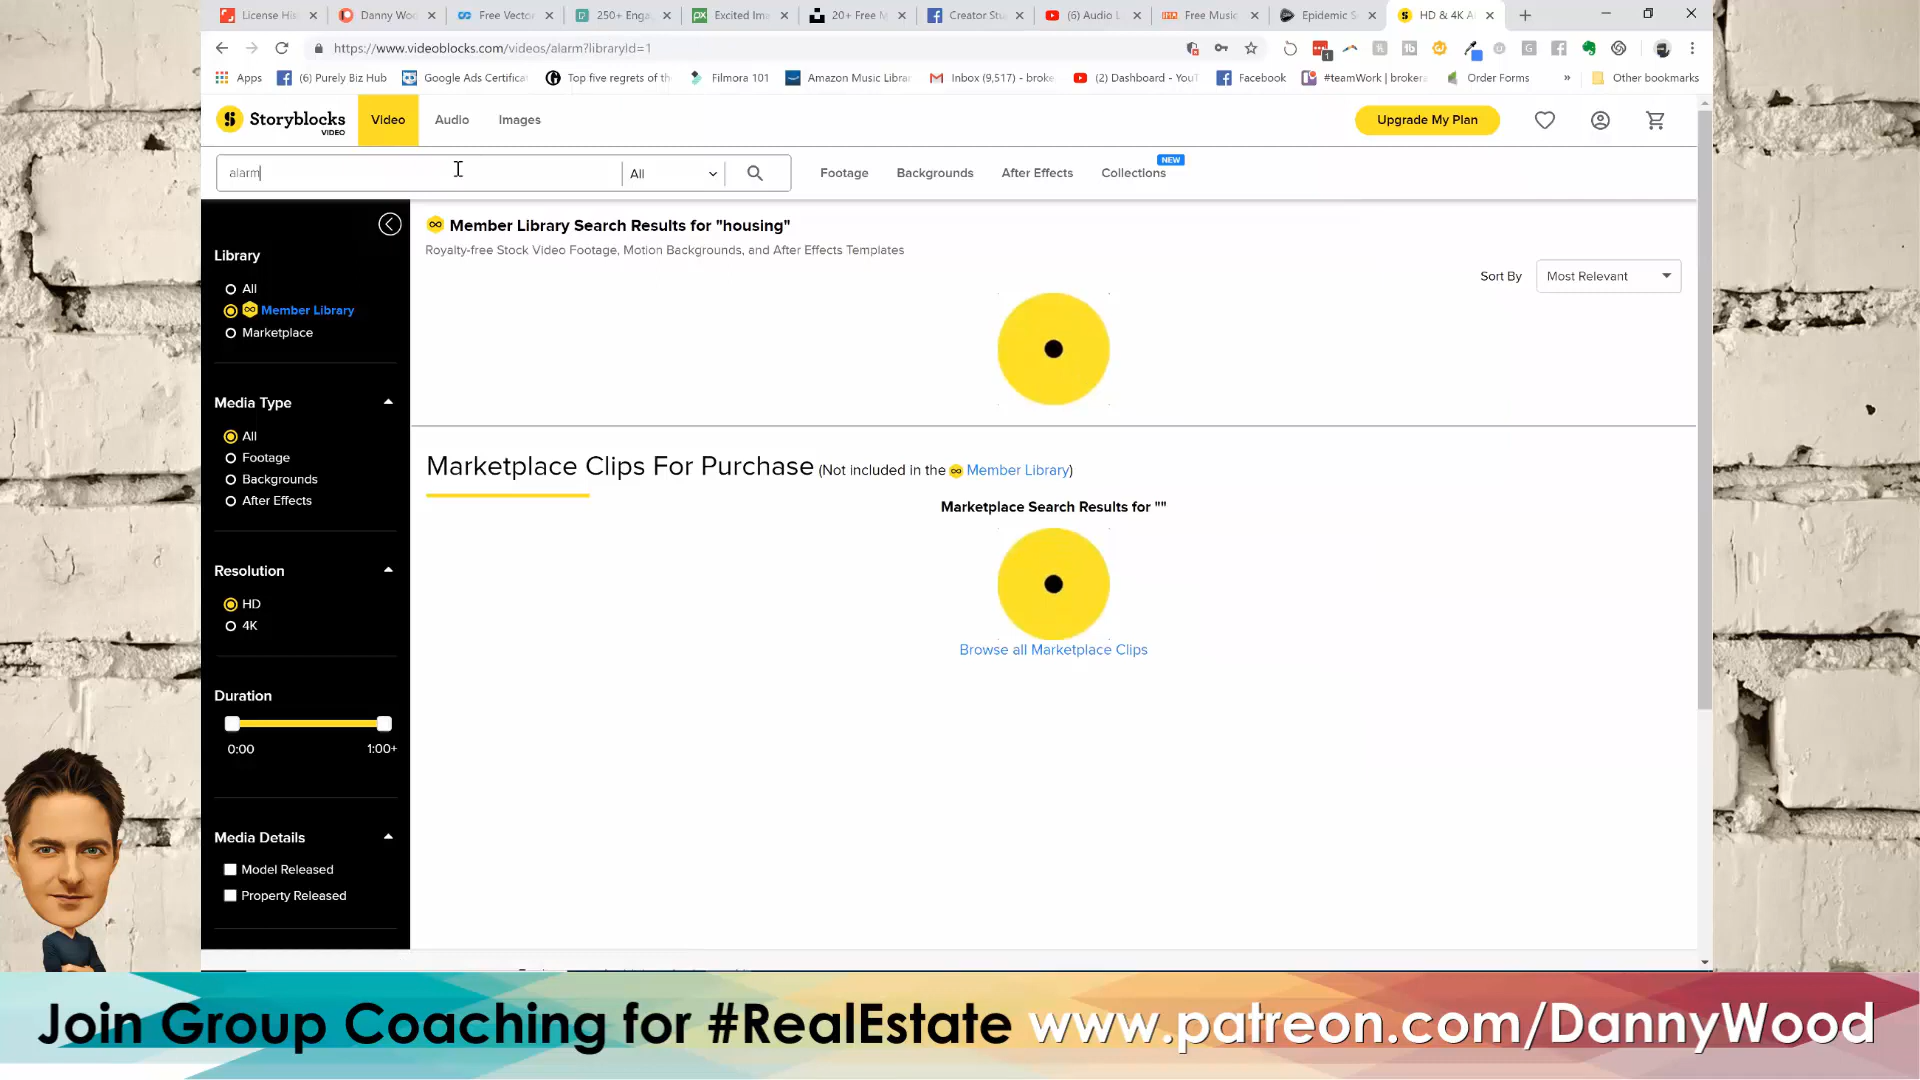 License His
Danny Woo
Free Vector
250+ Enga
Excited Ima
20+ Free M
Creator Stu
(6) Audio L
Free Music
Epidemic S
HD & 4K A
https://www.videoblocks.com/videos/alarm?libraryId=1
Apps
(6) Purely Biz Hub
Google Ads Certificat
Top five regrets of th
Filmora 101
Amazon Music Librar
Inbox (9,517) - broke
(2) Dashboard - YouT
Facebook
#teamWork | broker
Order Forms
»
Other bookmarks
Storyblocks
VIDEO
Video
Audio
Images
Upgrade My Plan
alarm
All
Footage
Backgrounds
After Effects
Collections
NEW
Library
All
Member Library
Marketplace
Media Type
All
Footage
Backgrounds
After Effects
Resolution
HD
4K
Duration
0:00
1:00+
Media Details
Model Released
Property Released
Member Library Search Results for "housing"
Royalty-free Stock Video Footage, Motion Backgrounds, and After Effects Templates
Sort By
Most Relevant
Marketplace Clips For Purchase (Not included in the Member Library)
Marketplace Search Results for ""
Browse all Marketplace Clips
Join Group Coaching for #RealEstate www.patreon.com/DannyWood